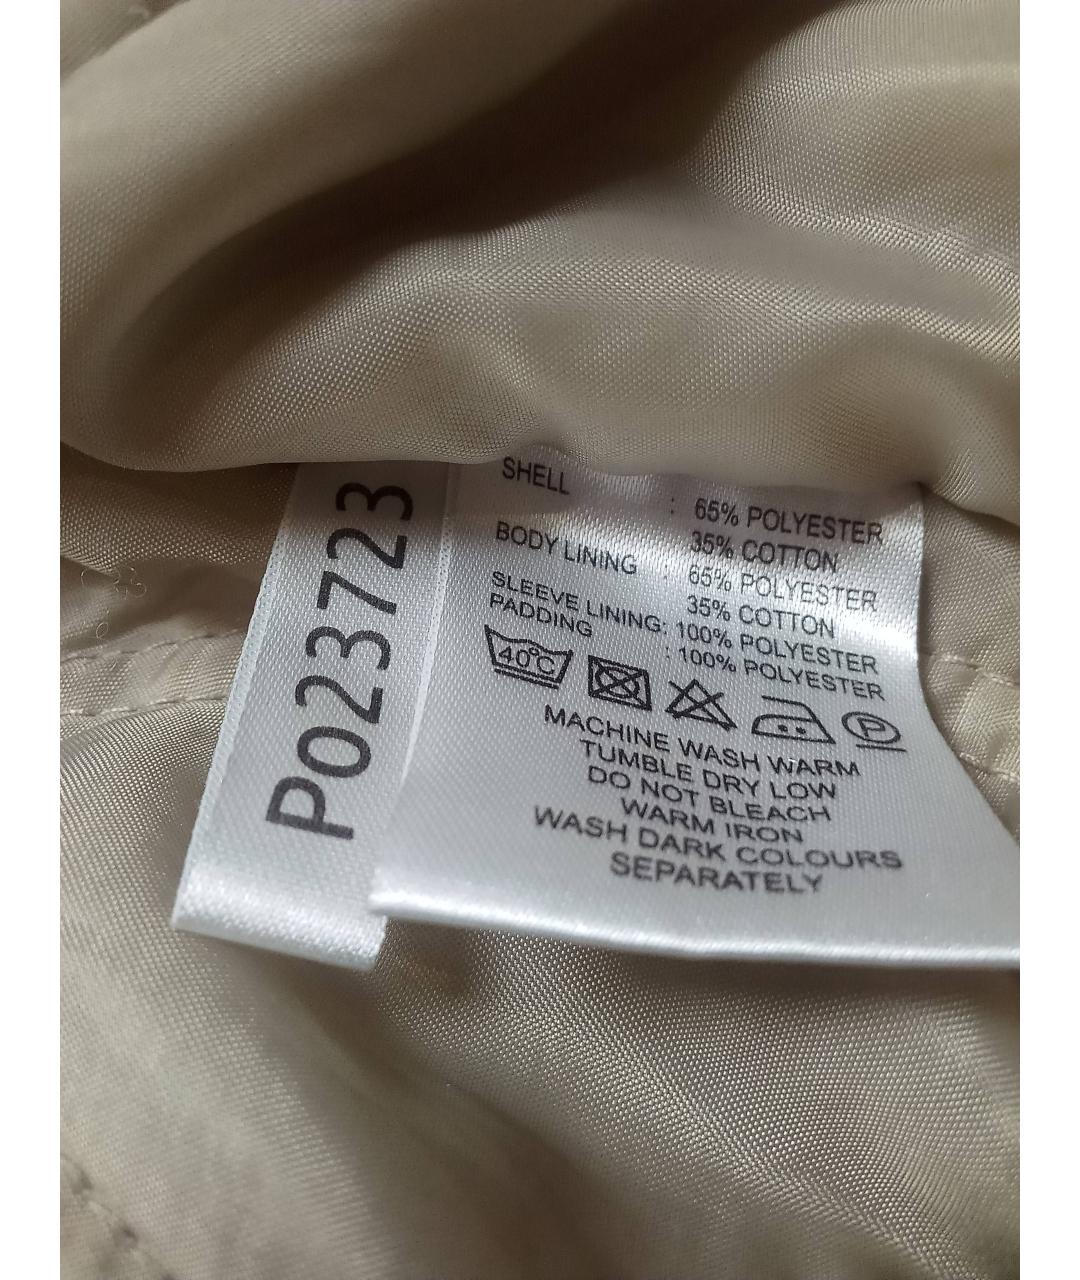 PO23723
SHELL : 65% POLYESTER
35% COTTON
BODY LINING : 65% POLYESTER
35% COTTON
SLEEVE LINING: 100% POLYESTER
PADDING : 100% POLYESTER
40°C P
MACHINE WASH WARM
TUMBLE DRY LOW
DO NOT BLEACH
WARM IRON
WASH DARK COLOURS
SEPARATELY